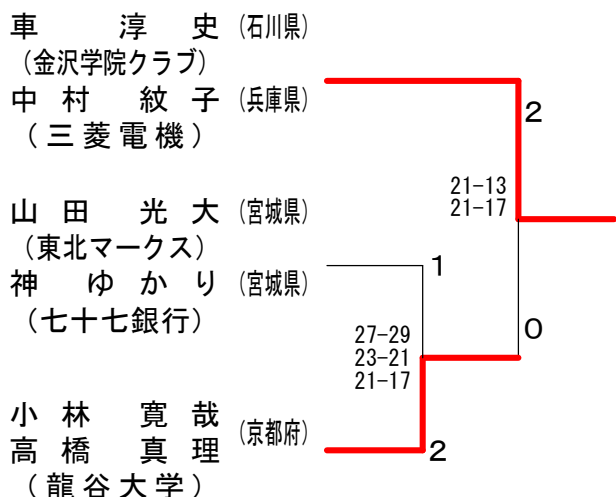 車 淳 史 (石川県)
(金沢学院クラブ)
中 村 紋 子 (兵庫県)
(三菱電機)
2
21-13
21-17
山 田 光 大 (宮城県)
(東北マークス)
神 ゆ か り (宮城県)
(七十七銀行)
1
0
27-29
23-21
21-17
小 林 寛 哉
高 橋 真 理
(京都府)
(龍谷大学)
2